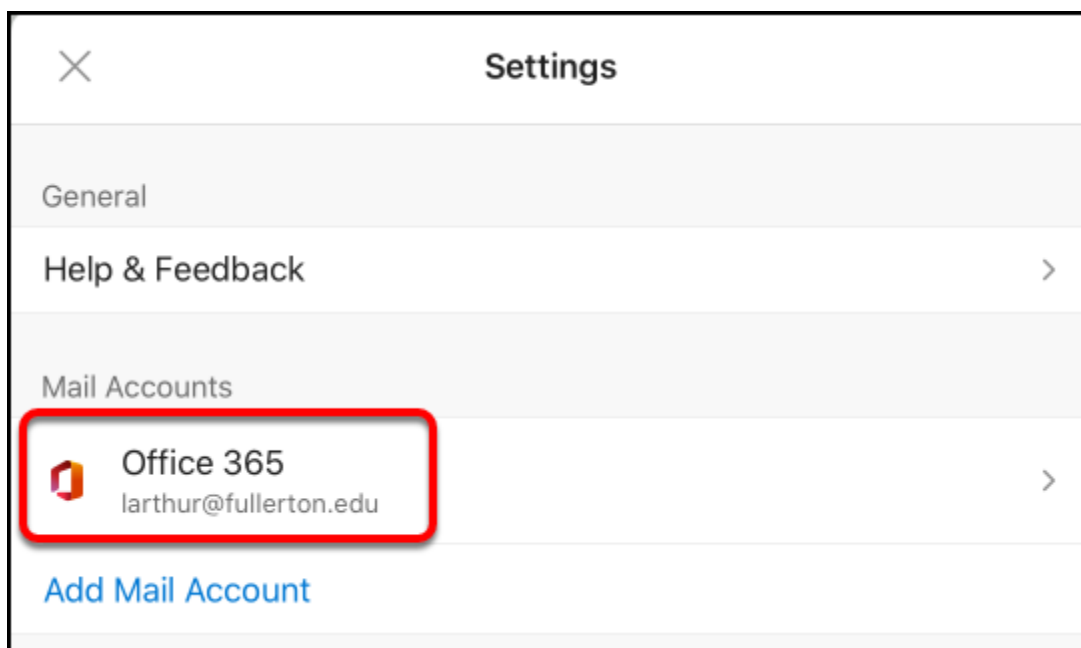 Settings
General
Help & Feedback
Mail Accounts
Office 365
larthur@fullerton.edu
Add Mail Account